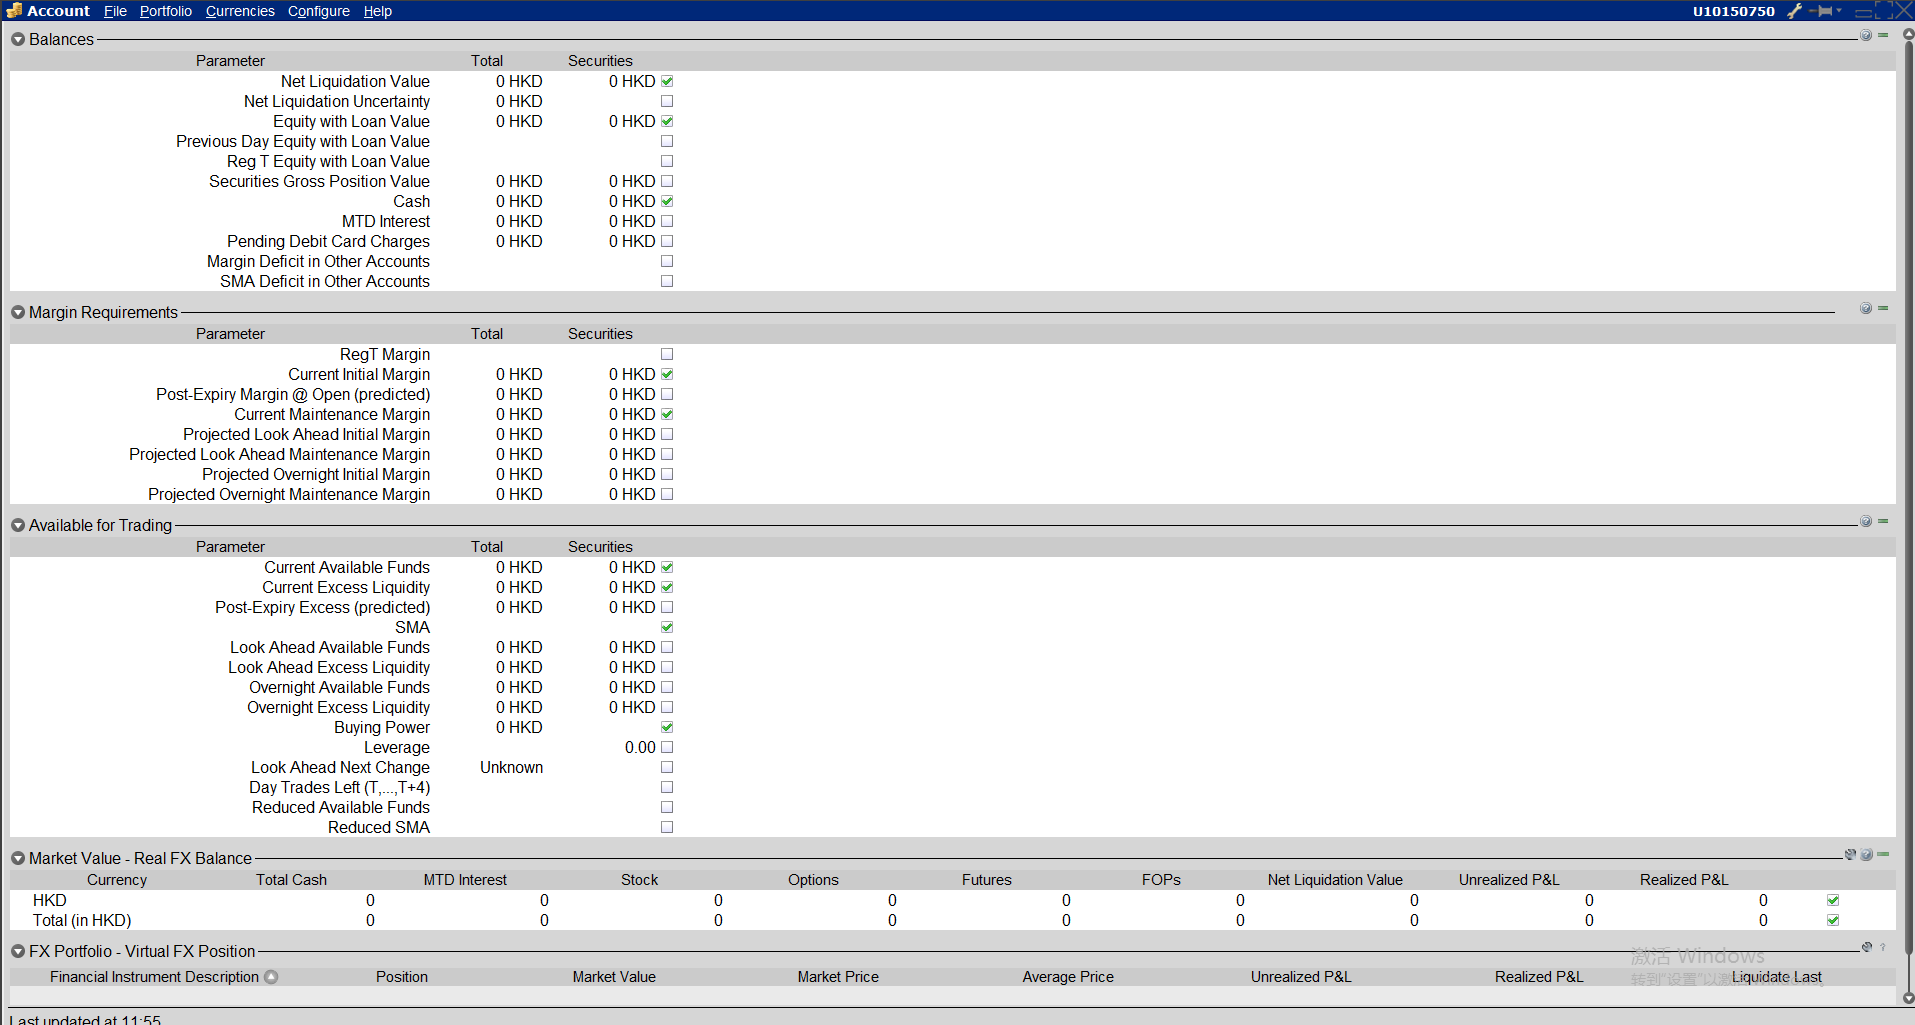 Account File Portfolio Currencies Configure Help U10150750
Balances
Parameter Total Securities
Net Liquidation Value 0 HKD 0 HKD
Net Liquidation Uncertainty 0 HKD
Equity with Loan Value 0 HKD 0 HKD
Previous Day Equity with Loan Value
Reg T Equity with Loan Value
Securities Gross Position Value 0 HKD 0 HKD
Cash 0 HKD 0 HKD
MTD Interest 0 HKD 0 HKD
Pending Debit Card Charges 0 HKD 0 HKD
Margin Deficit in Other Accounts
SMA Deficit in Other Accounts
Margin Requirements
Parameter Total Securities
RegT Margin
Current Initial Margin 0 HKD 0 HKD
Post-Expiry Margin @ Open (predicted) 0 HKD 0 HKD
Current Maintenance Margin 0 HKD 0 HKD
Projected Look Ahead Initial Margin 0 HKD 0 HKD
Projected Look Ahead Maintenance Margin 0 HKD 0 HKD
Projected Overnight Initial Margin 0 HKD 0 HKD
Projected Overnight Maintenance Margin 0 HKD 0 HKD
Available for Trading
Parameter Total Securities
Current Available Funds 0 HKD 0 HKD
Current Excess Liquidity 0 HKD 0 HKD
Post-Expiry Excess (predicted) 0 HKD 0 HKD
SMA
Look Ahead Available Funds 0 HKD 0 HKD
Look Ahead Excess Liquidity 0 HKD 0 HKD
Overnight Available Funds 0 HKD 0 HKD
Overnight Excess Liquidity 0 HKD 0 HKD
Buying Power 0 HKD
Leverage 0.00
Look Ahead Next Change Unknown
Day Trades Left (T,...,T+4)
Reduced Available Funds
Reduced SMA
Market Value - Real FX Balance
Currency Total Cash MTD Interest Stock Options Futures FOPs Net Liquidation Value Unrealized P&L Realized P&L
HKD 0 0 0 0 0 0 0 0 0
Total (in HKD) 0 0 0 0 0 0 0 0 0
FX Portfolio - Virtual FX Position
激活 Windows
Financial Instrument Description Position Market Value Market Price Average Price Unrealized P&L Realized P&L Liquidate Last
转到"设置"以激活 Windows。
Last updated at 11:55